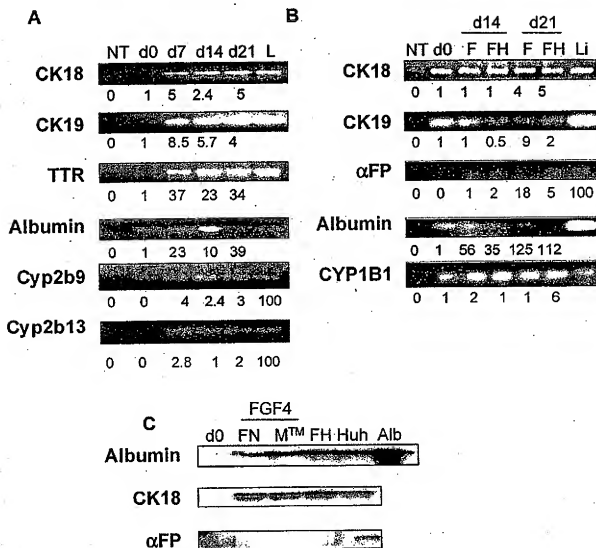 A
NT d0 d7 d14 d21 L
CK18
0 1 5 2.4 5
CK19
0 1 8.5 5.7 4
TTR
0 1 37 23 34
Albumin
0 1 23 10 39
Cyp2b9
0 0 4 2.4 3 100
Cyp2b13
0 0 2.8 1 2 100
B
d14 d21
NT d0 F FH F FH Li
CK18
0 1 1 1 4 5
CK19
0 1 1 0.5 9 2
αFP
0 0 1 2 18 5 100
Albumin
0 1 56 35 125 112
CYP1B1
0 1 2 1 1 6
C
FGF4
d0 FN M™ FH Huh Alb
Albumin
CK18
αFP